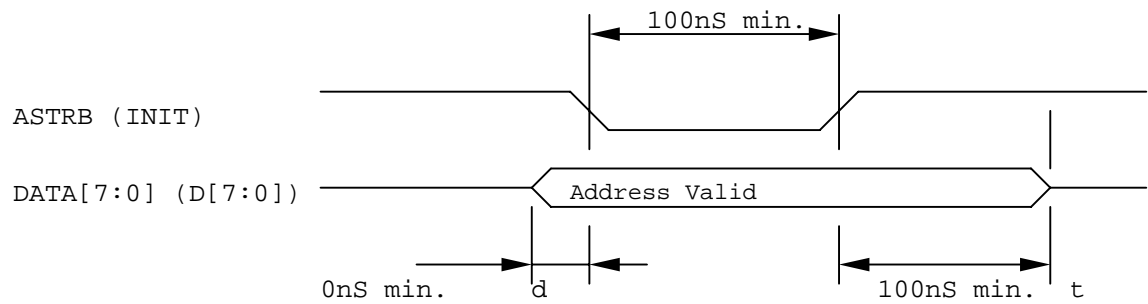 100nS min.
ASTRB (INIT)
DATA[7:0] (D[7:0])
Address Valid
0nS min. d
100nS min. t